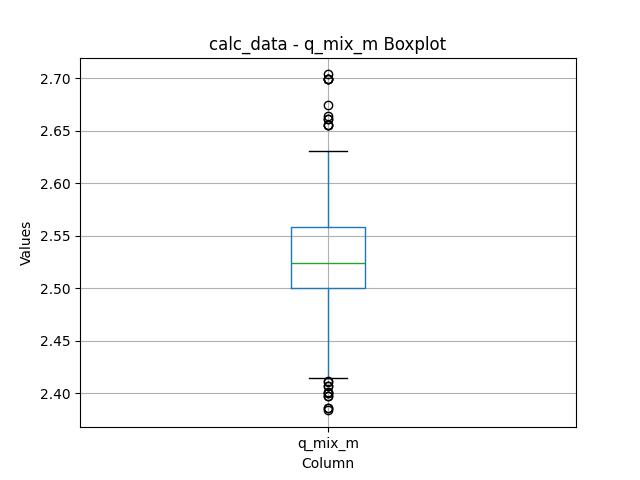 calc_data - q_mix_m Boxplot
2.70
2.65
2.60
2.55
2.50
2.45
2.40
Values
q_mix_m
Column